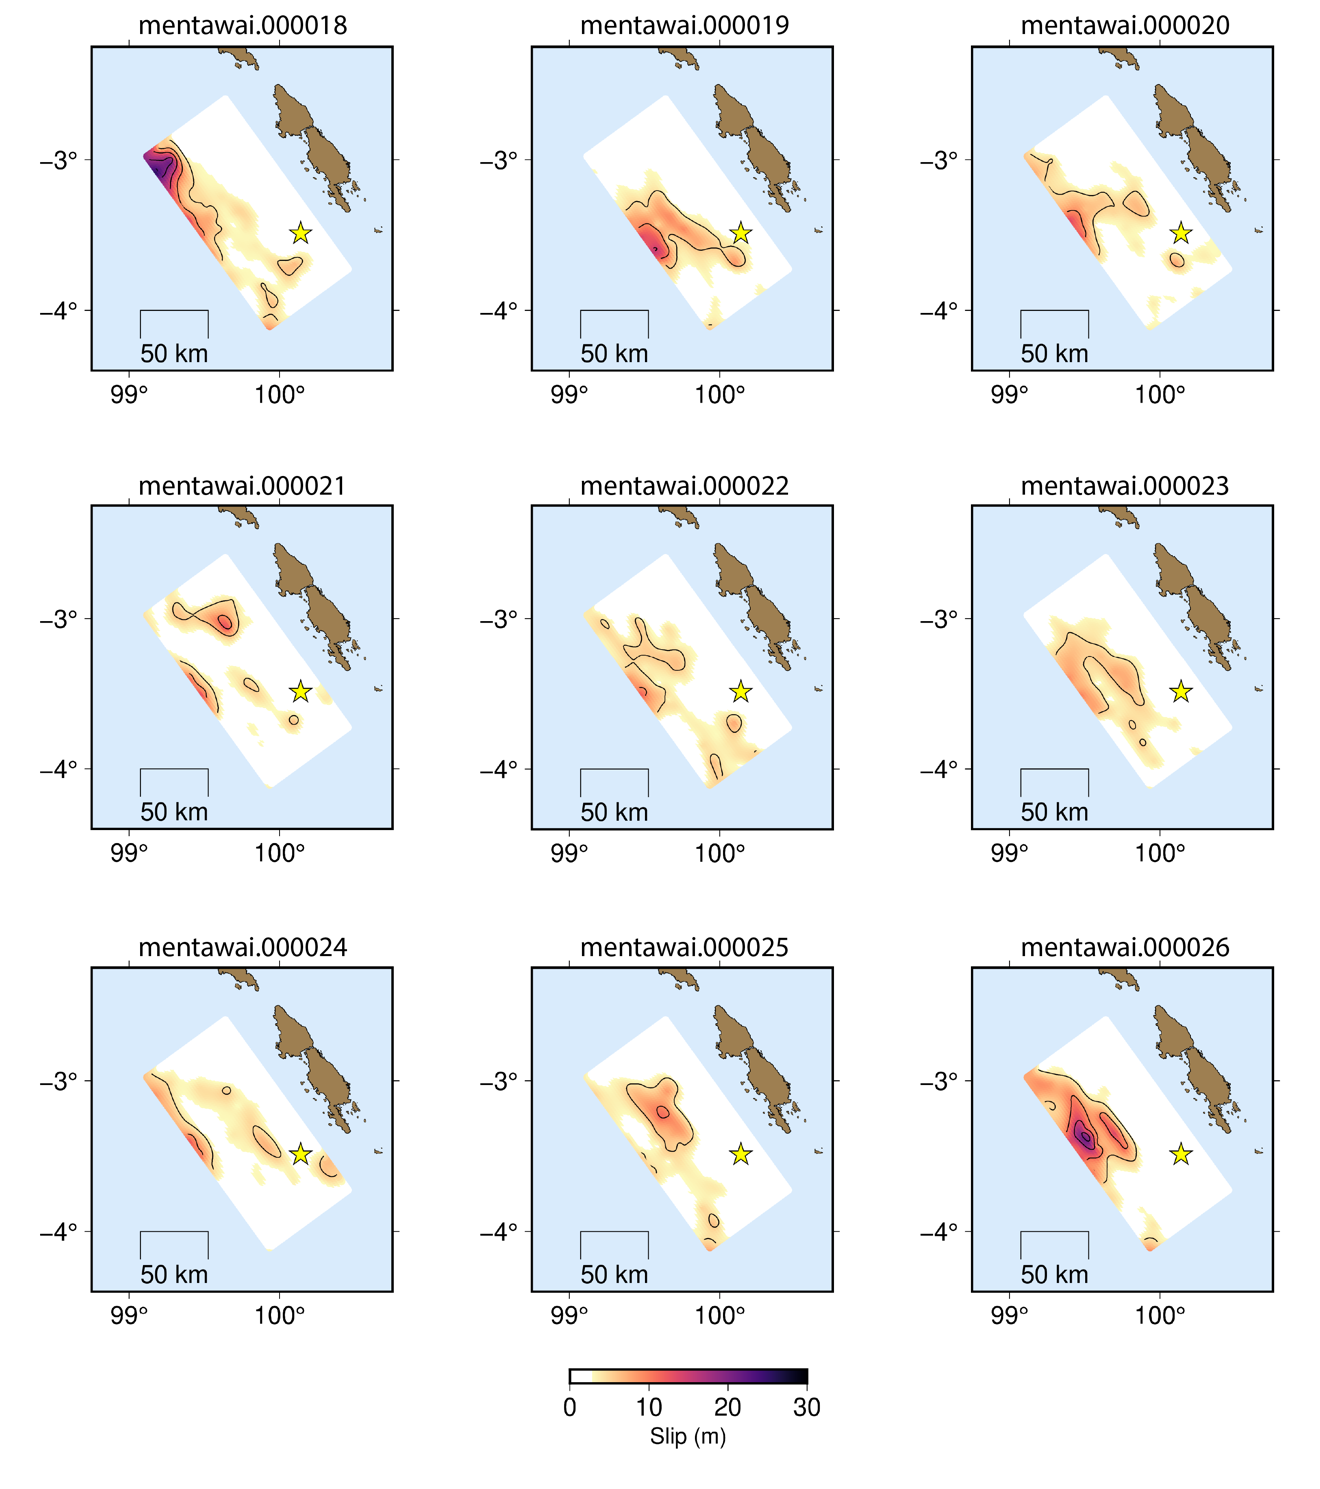 mentawai.000018 mentawai.000019 mentawai.000020
−3° −3° −3°
−4° −4° −4°
50 km 50 km 50 km
99° 100° 99° 100° 99° 100°
mentawai.000021 mentawai.000022 mentawai.000023
−3° −3° −3°
−4° −4° −4°
50 km 50 km 50 km
99° 100° 99° 100° 99° 100°
mentawai.000024 mentawai.000025 mentawai.000026
−3° −3° −3°
−4° −4° −4°
50 km 50 km 50 km
99° 100° 99° 100° 99° 100°
0 10 20 30
Slip (m)